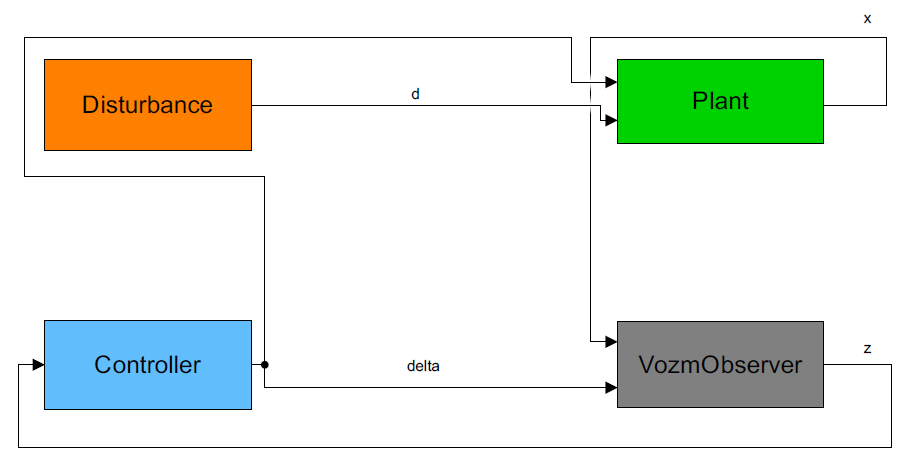 x
Disturbance
d
Plant
Controller
delta
VozmObserver
z